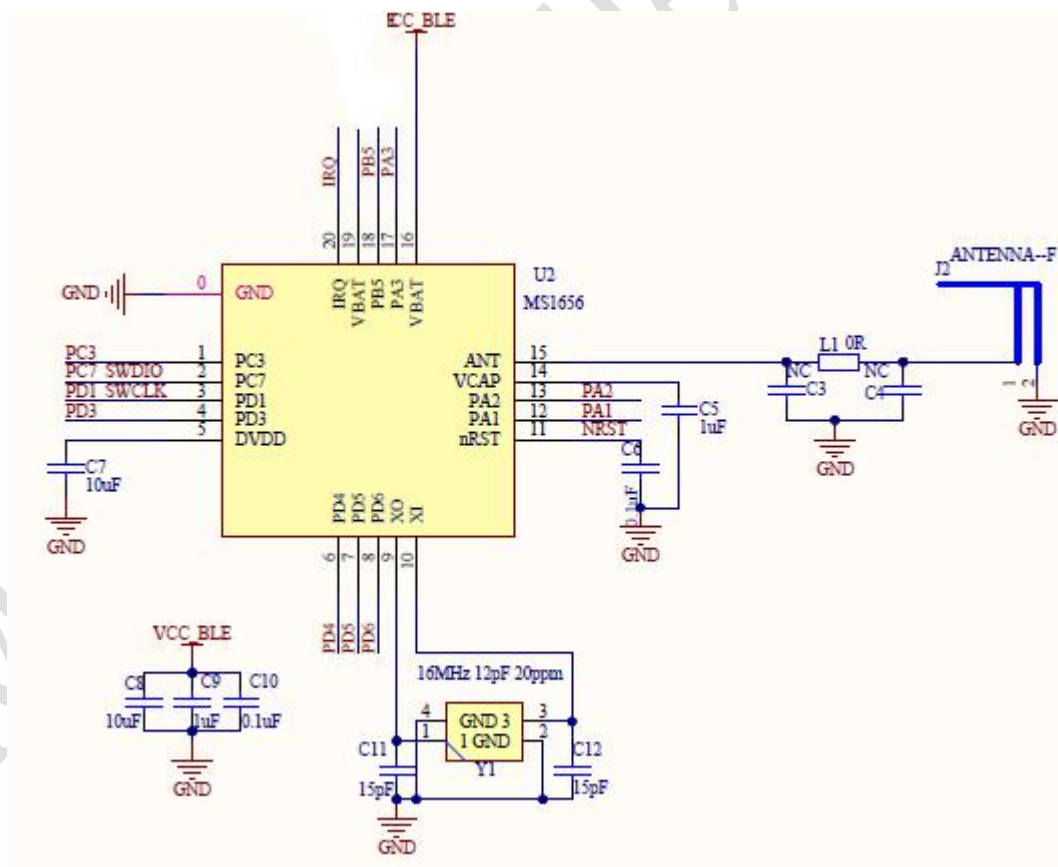 ECC_BLE
IRQ
PB5
PA3
20
19
18
17
16
GND
0
GND
IRQ
VBAT
PB5
PA3
VBAT
U2
MS1656
J2
ANTENNA--F
PC3
1
PC3
PC7 SWDIO
2
PC7
PD1 SWCLK
3
PD1
PD3
4
PD3
5
DVDD
ANT
15
VCAP
14
PA2
13
PA2
PA1
12
PA1
nRST
11
NRST
L1 0R
NC
C3
NC
C4
GND
1
2
GND
C5
1uF
C6
0.1uF
GND
C7
10uF
GND
PD4
PD5
PD6
XO
XI
6
7
8
9
10
PD4
PD5
PD6
VCC_BLE
C8
10uF
C9
1uF
C10
0.1uF
GND
16MHz 12pF 20ppm
4
GND 3
3
1
1 GND
2
Y1
C11
15pF
C12
15pF
GND